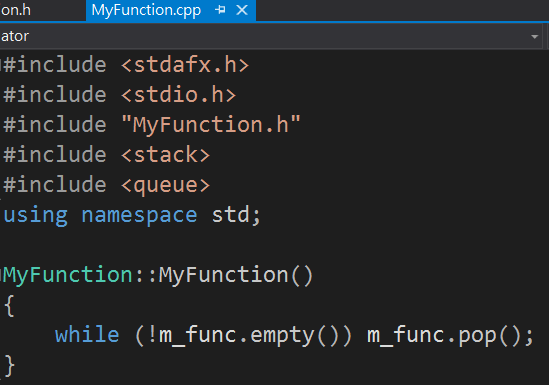 on.h MyFunction.cpp
ator
#include <stdafx.h>
#include <stdio.h>
#include "MyFunction.h"
#include <stack>
#include <queue>
using namespace std;
MyFunction::MyFunction()
{
while (!m_func.empty()) m_func.pop();
}